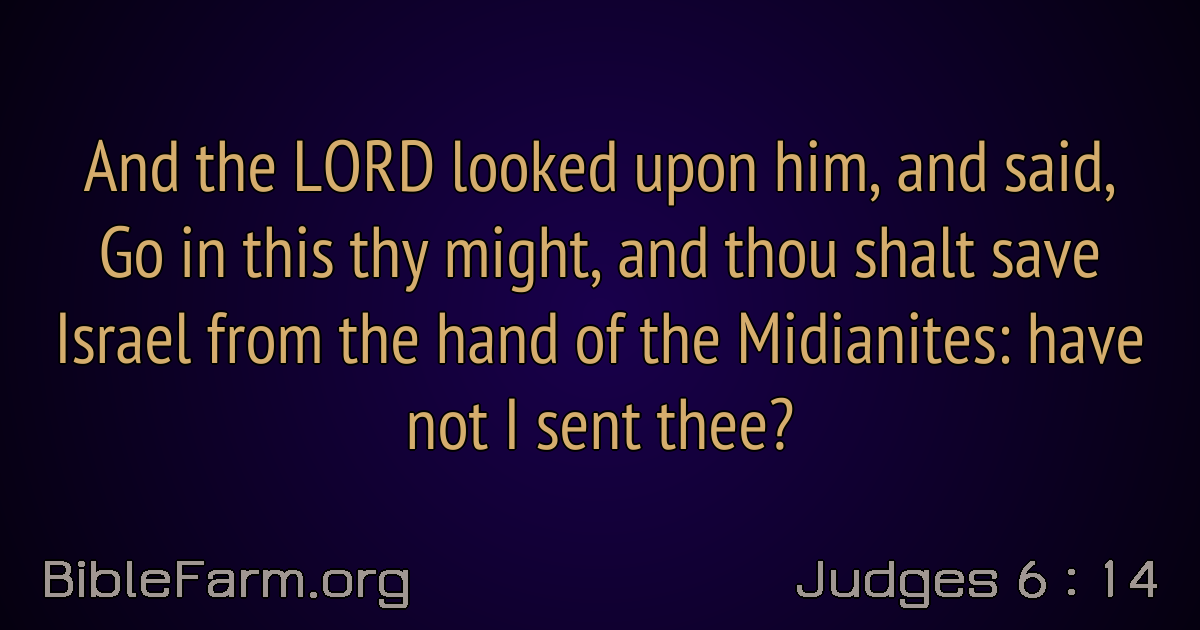 And the LORD looked upon him, and said,
Go in this thy might, and thou shalt save
Israel from the hand of the Midianites: have
not I sent thee?
BibleFarm.org
Judges 6 : 14